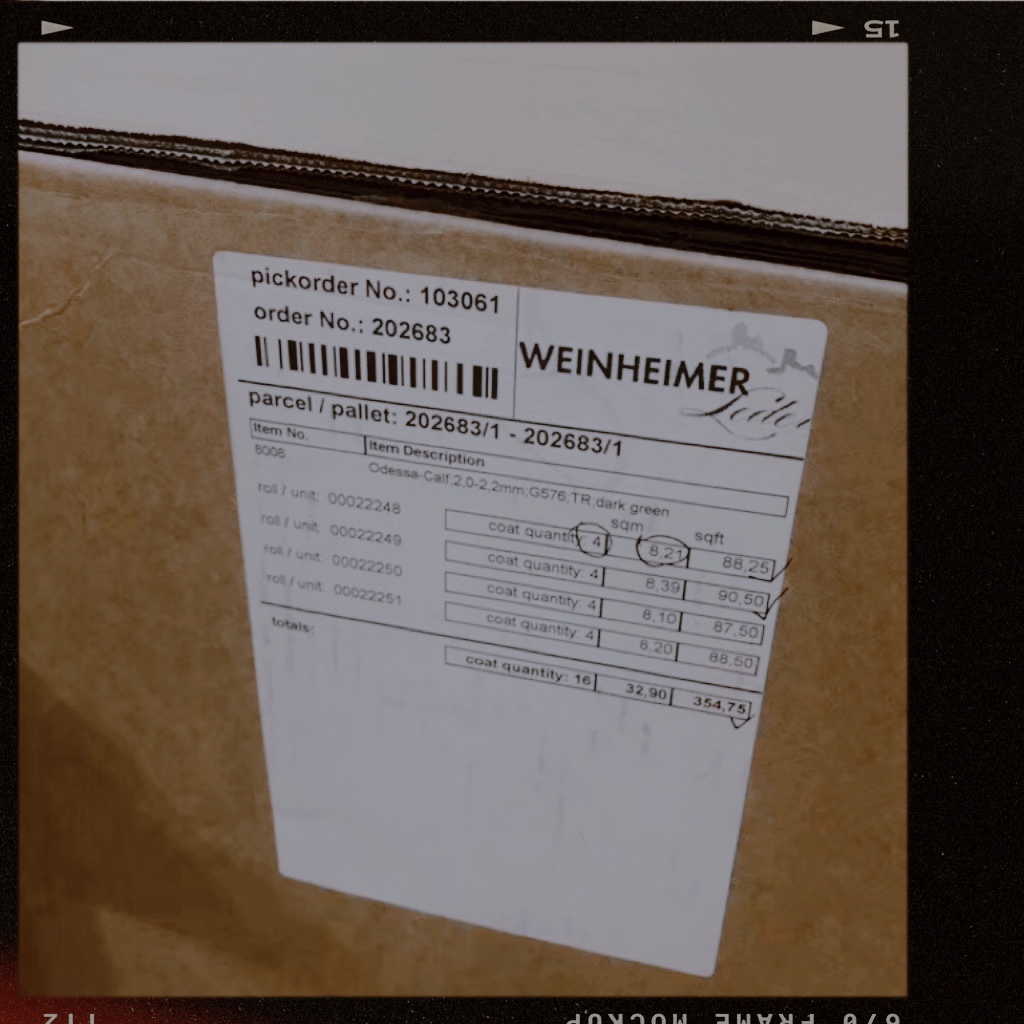 15
pickorder No.: 103061
order No.: 202683
WEINHEIMER
Leder
parcel / pallet: 202683/1 - 202683/1
Item No. Item Description
8008 Odessa-Calf;2,0-2,2mm;G576;TR,dark green
sqm sqft
roll / unit: 00022248 coat quantity: 4 8,21 88,25
roll / unit: 00022249 coat quantity: 4 8,39 90,50
roll / unit: 00022250 coat quantity: 4 8,10 87,50
roll / unit: 00022251 coat quantity: 4 8,20 88,50
totals: coat quantity: 16 32,90 354,75
6/0 FRAME MOCKUP